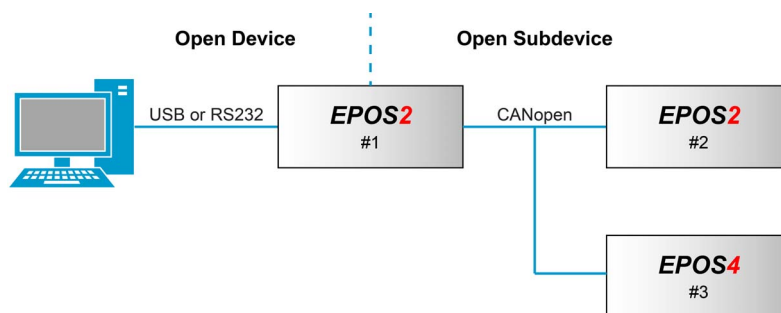 Open Device
Open Subdevice
USB or RS232
EPOS2
#1
CANopen
EPOS2
#2
EPOS4
#3